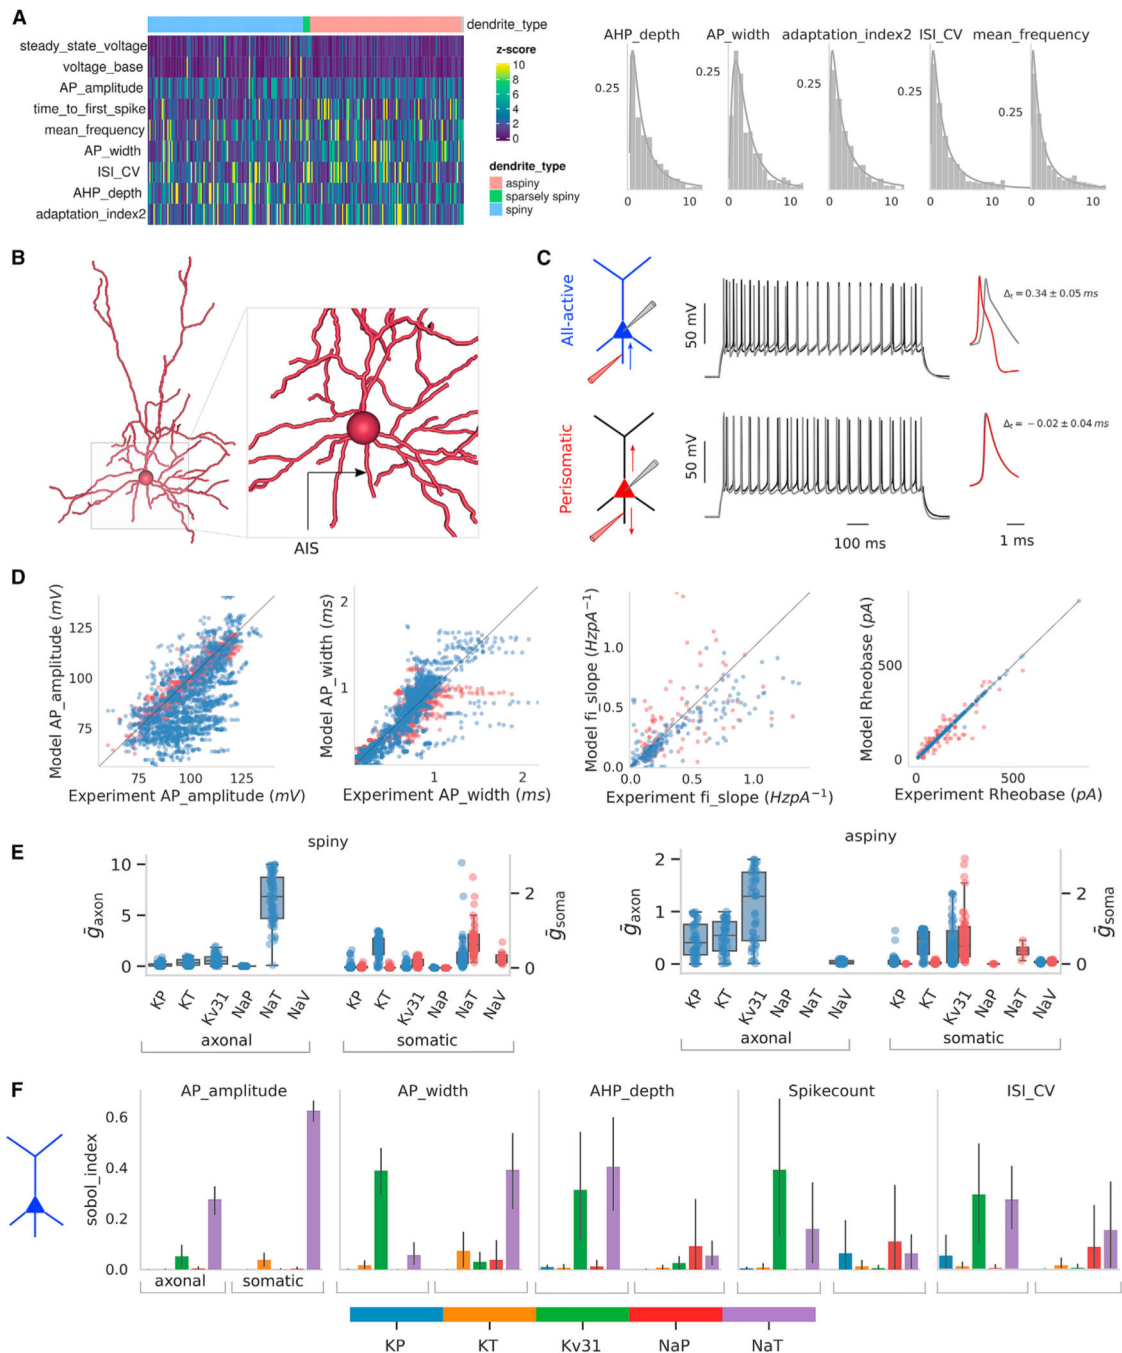 A
dendrite_type
steady_state_voltage
voltage_base
AP_amplitude
time_to_first_spike
mean_frequency
AP_width
ISI_CV
AHP_depth
adaptation_index2
z-score
10
8
6
4
2
0
dendrite_type
aspiny
sparsely spiny
spiny
AHP_depth
AP_width
adaptation_index2
ISI_CV
mean_frequency
0.25
0.25
0.25
0.25
0.25
0 10
0 10
0 10
0 10
0 10
B
AIS
C
All-active
50 mV
Δt = 0.34 ± 0.05 ms
Perisomatic
50 mV
Δt = −0.02 ± 0.04 ms
100 ms
1 ms
D
Model AP_amplitude (mV)
125
100
75
75 100 125
Experiment AP_amplitude (mV)
Model AP_width (ms)
2
1
1 2
Experiment AP_width (ms)
Model fi_slope (HzpA−1)
1.0
0.5
0.0
0.0 0.5 1.0
Experiment fi_slope (HzpA−1)
Model Rheobase (pA)
500
0
0 500
Experiment Rheobase (pA)
E
spiny
ḡaxon
10
5
0
2
0
ḡsoma
KP KT Kv31 NaP NaT NaV
KP KT Kv31 NaP NaT NaV
axonal
somatic
aspiny
ḡaxon
2
1
0
2
0
ḡsoma
KP KT Kv31 NaP NaT NaV
KP KT Kv31 NaP NaT NaV
axonal
somatic
F
AP_amplitude
AP_width
AHP_depth
Spikecount
ISI_CV
sobol_index
0.6
0.4
0.2
0.0
axonal
somatic
KP
KT
Kv31
NaP
NaT